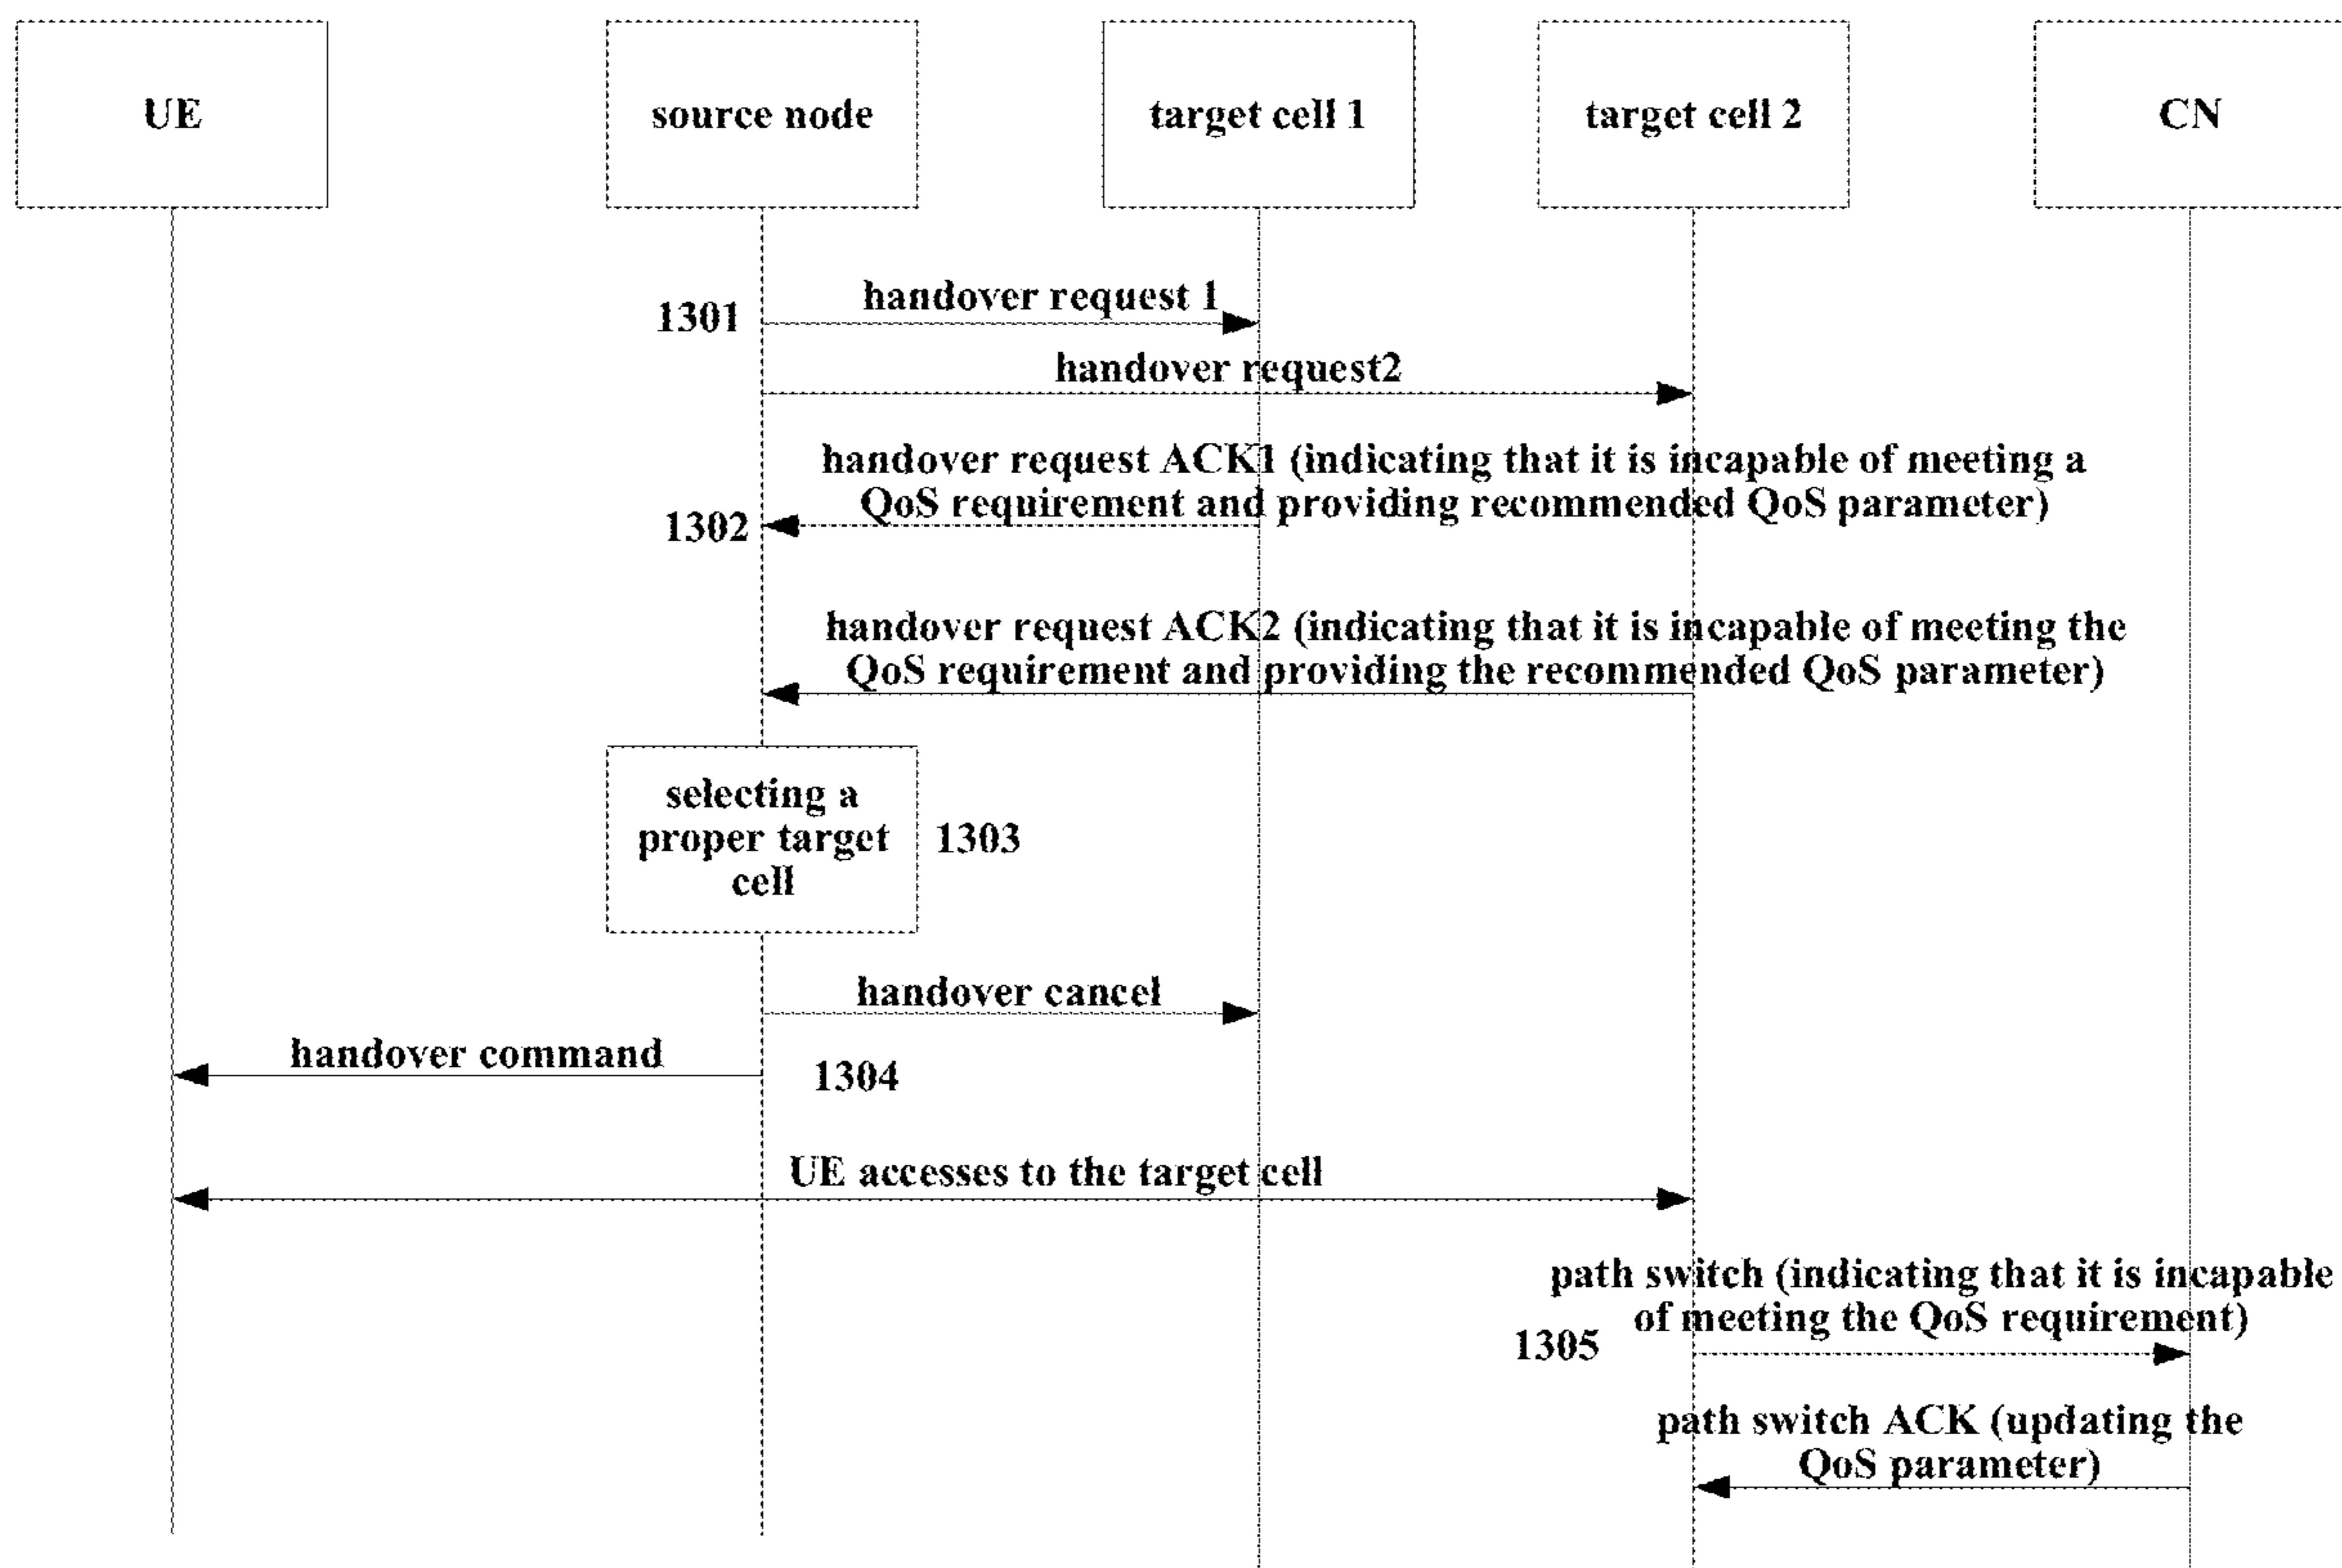 UE
source node
target cell 1
target cell 2
CN
handover request 1
1301
handover request2
handover request ACK1 (indicating that it is incapable of meeting a
QoS requirement and providing recommended QoS parameter)
1302
handover request ACK2 (indicating that it is incapable of meeting the
QoS requirement and providing the recommended QoS parameter)
selecting a
proper target
cell
1303
handover cancel
handover command
1304
UE accesses to the target cell
path switch (indicating that it is incapable
of meeting the QoS requirement)
1305
path switch ACK (updating the
QoS parameter)